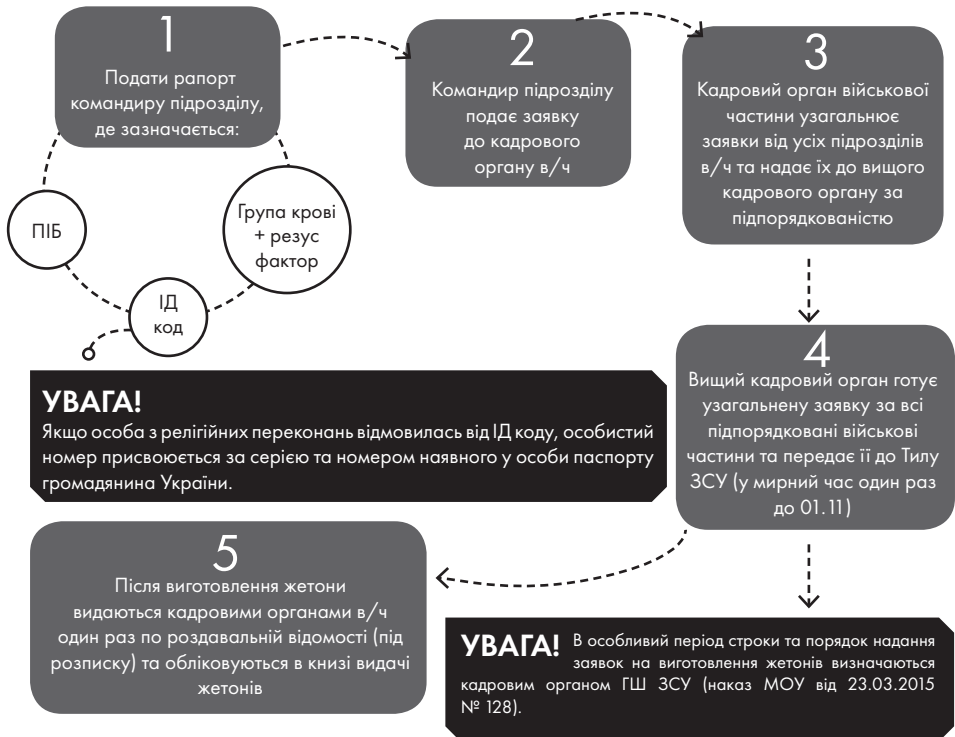 1
Подати рапорт
командиру підрозділу,
де зазначається:
ПІБ
ІД
код
Група крові
+ резус
фактор
2
Командир підрозділу
подає заявку
до кадрового
органу в/ч
3
Кадровий орган військової
частини узагальнює
заявки від усіх підрозділів
в/ч та надає їх до вищого
кадрового органу за
підпорядкованістю
УВАГА!
Якщо особа з релігійних переконань відмовилась від ІД коду, особистий
номер присвоюється за серією та номером наявного у особи паспорту
громадянина України.
4
Вищий кадровий орган готує
узагальнену заявку за всі
підпорядковані військові
частини та передає її до Тилу
ЗСУ (у мирний час один раз
до 01.11)
5
Після виготовлення жетони
видаються кадровими органами в/ч
один раз по роздавальній відомості (під
розписку) та обліковуються в книзі видачі
жетонів
УВАГА! В особливий період строки та порядок надання
заявок на виготовлення жетонів визначаються
кадровим органом ГШ ЗСУ (наказ МОУ від 23.03.2015
№ 128).